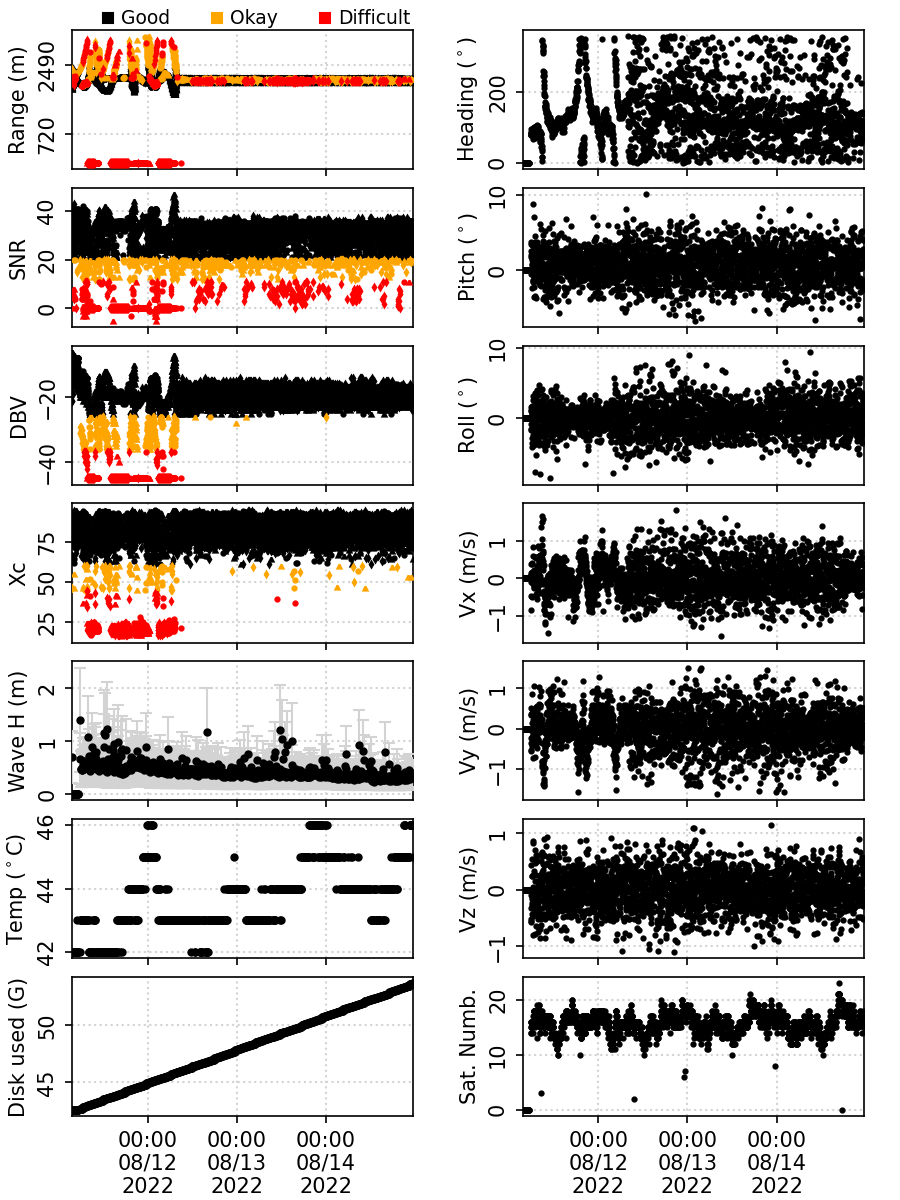 Good Okay Difficult
Range (m)
2490
720
Heading (°)
200
0
SNR
40
20
0
Pitch (°)
10
0
DBV
−20
−40
Roll (°)
10
0
Xc
75
50
25
Vx (m/s)
1
0
−1
Wave H (m)
2
1
0
Vy (m/s)
1
0
−1
Temp (°C)
46
44
42
Vz (m/s)
1
0
−1
Disk used (G)
50
45
Sat. Numb.
20
10
0
00:00 00:00 00:00
08/12 08/13 08/14
2022 2022 2022
00:00 00:00 00:00
08/12 08/13 08/14
2022 2022 2022